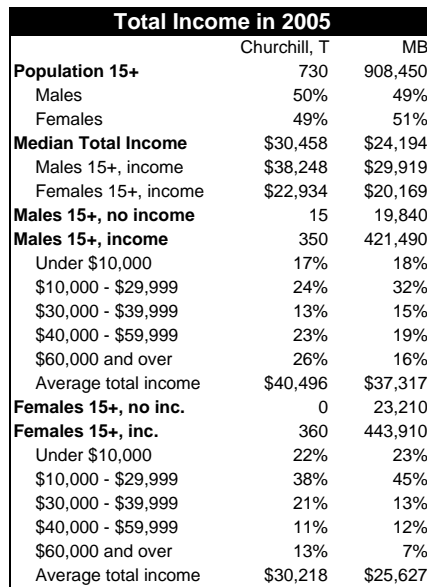 Total Income in 2005
Churchill, T MB
Population 15+ 730 908,450
Males 50% 49%
Females 49% 51%
Median Total Income $30,458 $24,194
Males 15+, income $38,248 $29,919
Females 15+, income $22,934 $20,169
Males 15+, no income 15 19,840
Males 15+, income 350 421,490
Under $10,000 17% 18%
$10,000 - $29,999 24% 32%
$30,000 - $39,999 13% 15%
$40,000 - $59,999 23% 19%
$60,000 and over 26% 16%
Average total income $40,496 $37,317
Females 15+, no inc. 0 23,210
Females 15+, inc. 360 443,910
Under $10,000 22% 23%
$10,000 - $29,999 38% 45%
$30,000 - $39,999 21% 13%
$40,000 - $59,999 11% 12%
$60,000 and over 13% 7%
Average total income $30,218 $25,627